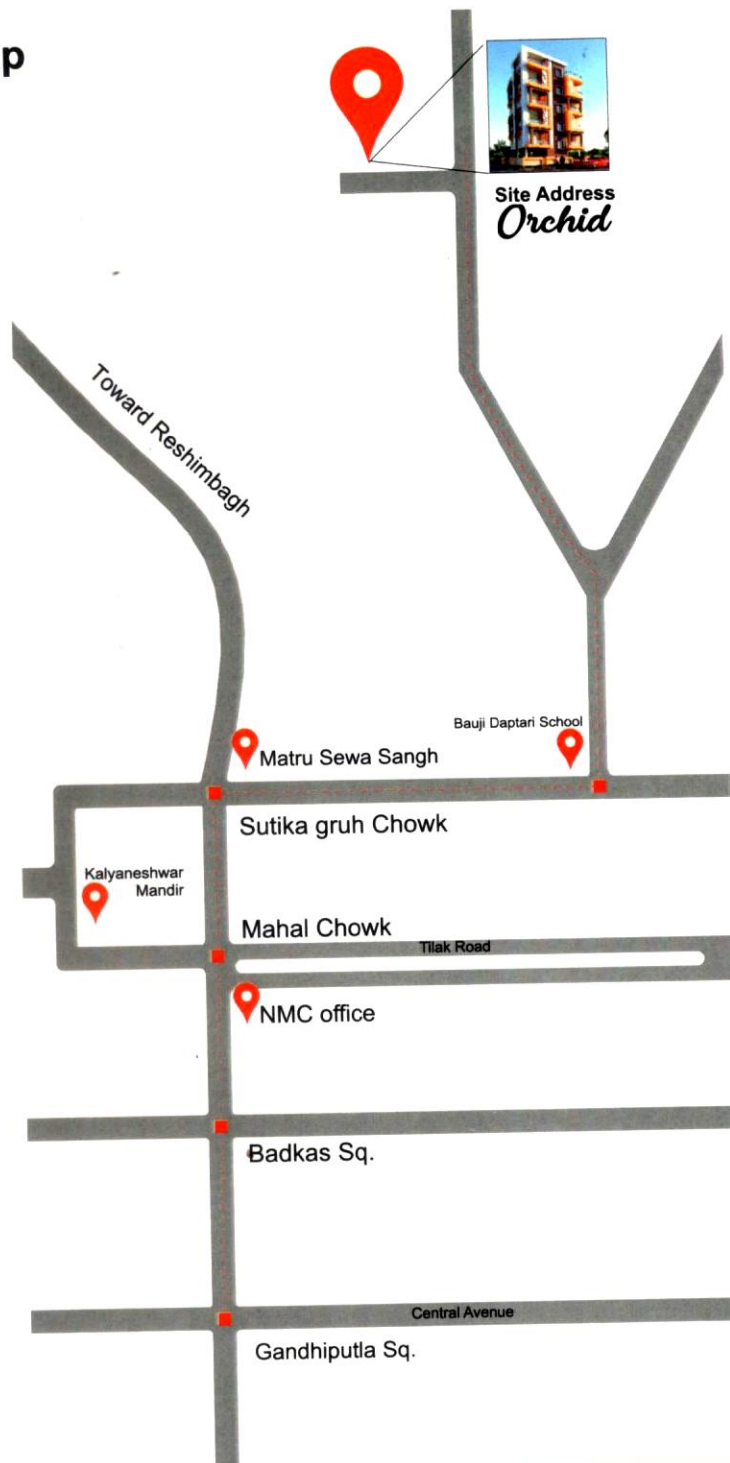 p
Site Address
Orchid
Toward Reshimbagh
Bauji Daptari School
Matru Sewa Sangh
Sutika gruh Chowk
Kalyaneshwar
Mandir
Mahal Chowk
Tilak Road
NMC office
Badkas Sq.
Central Avenue
Gandhiputla Sq.